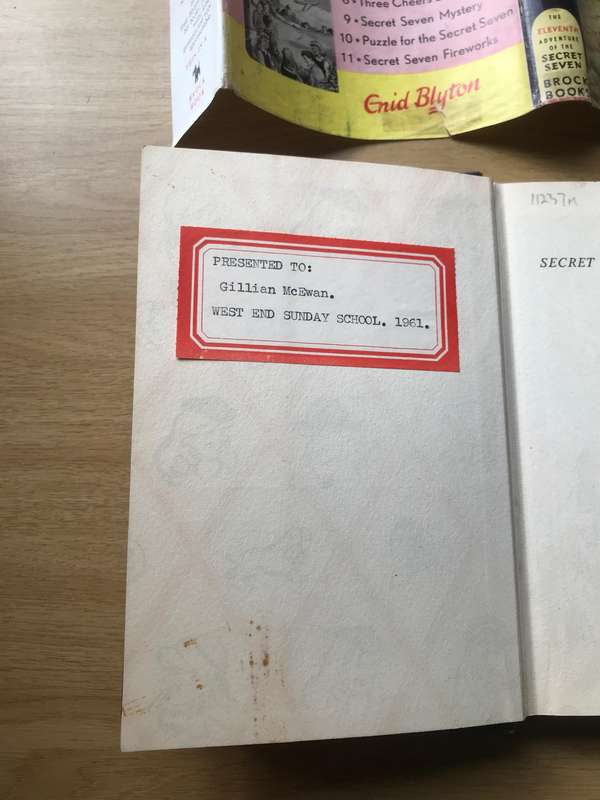 9 • Secret Seven Mystery
10 • Puzzle for the Secret Seven
11 • Secret Seven Fireworks
Enid Blyton
THE
ELEVENTH
ADVENTURE
OF THE
SECRET
SEVEN
BROCK
BOOKS
SECRET
PRESENTED TO:
Gillian McEwan.
WEST END SUNDAY SCHOOL. 1961.